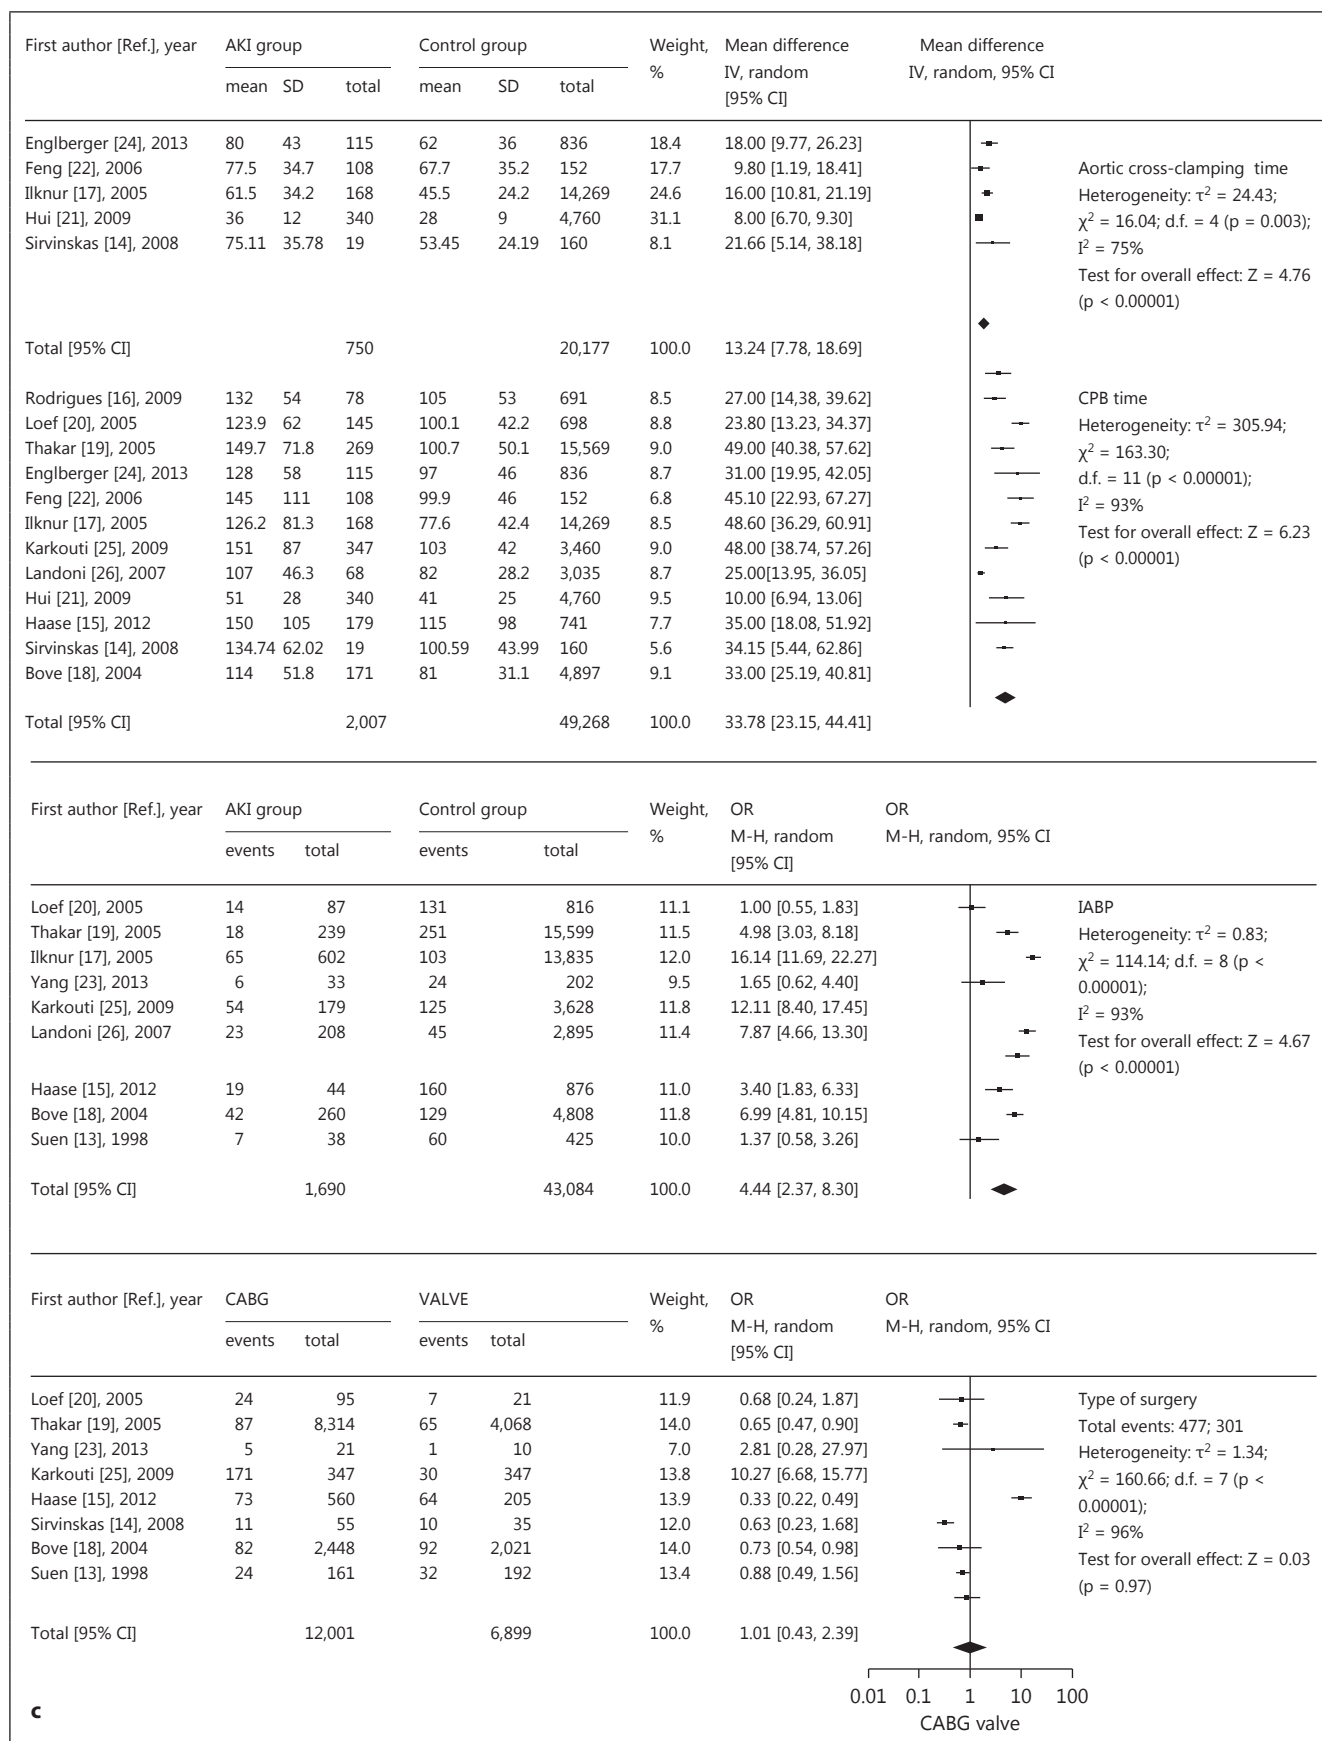 First author [Ref.], year AKI group Control group Weight, % Mean difference IV, random [95% CI] Mean difference IV, random, 95% CI
mean SD total mean SD total
Englberger [24], 2013 80 43 115 62 36 836 18.4 18.00 [9.77, 26.23]
Feng [22], 2006 77.5 34.7 108 67.7 35.2 152 17.7 9.80 [1.19, 18.41]
Ilknur [17], 2005 61.5 34.2 168 45.5 24.2 14,269 24.6 16.00 [10.81, 21.19]
Hui [21], 2009 36 12 340 28 9 4,760 31.1 8.00 [6.70, 9.30]
Sirvinskas [14], 2008 75.11 35.78 19 53.45 24.19 160 8.1 21.66 [5.14, 38.18]
Total [95% CI] 750 20,177 100.0 13.24 [7.78, 18.69]
Aortic cross-clamping time
Heterogeneity: τ² = 24.43;
χ² = 16.04; d.f. = 4 (p = 0.003);
I² = 75%
Test for overall effect: Z = 4.76
(p < 0.00001)
Rodrigues [16], 2009 132 54 78 105 53 691 8.5 27.00 [14,38, 39.62]
Loef [20], 2005 123.9 62 145 100.1 42.2 698 8.8 23.80 [13.23, 34.37]
Thakar [19], 2005 149.7 71.8 269 100.7 50.1 15,569 9.0 49.00 [40.38, 57.62]
Englberger [24], 2013 128 58 115 97 46 836 8.7 31.00 [19.95, 42.05]
Feng [22], 2006 145 111 108 99.9 46 152 6.8 45.10 [22.93, 67.27]
Ilknur [17], 2005 126.2 81.3 168 77.6 42.4 14,269 8.5 48.60 [36.29, 60.91]
Karkouti [25], 2009 151 87 347 103 42 3,460 9.0 48.00 [38.74, 57.26]
Landoni [26], 2007 107 46.3 68 82 28.2 3,035 8.7 25.00[13.95, 36.05]
Hui [21], 2009 51 28 340 41 25 4,760 9.5 10.00 [6.94, 13.06]
Haase [15], 2012 150 105 179 115 98 741 7.7 35.00 [18.08, 51.92]
Sirvinskas [14], 2008 134.74 62.02 19 100.59 43.99 160 5.6 34.15 [5.44, 62.86]
Bove [18], 2004 114 51.8 171 81 31.1 4,897 9.1 33.00 [25.19, 40.81]
Total [95% CI] 2,007 49,268 100.0 33.78 [23.15, 44.41]
CPB time
Heterogeneity: τ² = 305.94;
χ² = 163.30;
d.f. = 11 (p < 0.00001);
I² = 93%
Test for overall effect: Z = 6.23
(p < 0.00001)
First author [Ref.], year AKI group Control group Weight, % OR M-H, random [95% CI] OR M-H, random, 95% CI
events total events total
Loef [20], 2005 14 87 131 816 11.1 1.00 [0.55, 1.83]
Thakar [19], 2005 18 239 251 15,599 11.5 4.98 [3.03, 8.18]
Ilknur [17], 2005 65 602 103 13,835 12.0 16.14 [11.69, 22.27]
Yang [23], 2013 6 33 24 202 9.5 1.65 [0.62, 4.40]
Karkouti [25], 2009 54 179 125 3,628 11.8 12.11 [8.40, 17.45]
Landoni [26], 2007 23 208 45 2,895 11.4 7.87 [4.66, 13.30]
Haase [15], 2012 19 44 160 876 11.0 3.40 [1.83, 6.33]
Bove [18], 2004 42 260 129 4,808 11.8 6.99 [4.81, 10.15]
Suen [13], 1998 7 38 60 425 10.0 1.37 [0.58, 3.26]
Total [95% CI] 1,690 43,084 100.0 4.44 [2.37, 8.30]
IABP
Heterogeneity: τ² = 0.83;
χ² = 114.14; d.f. = 8 (p <
0.00001);
I² = 93%
Test for overall effect: Z = 4.67
(p < 0.00001)
First author [Ref.], year CABG VALVE Weight, % OR M-H, random [95% CI] OR M-H, random, 95% CI
events total events total
Loef [20], 2005 24 95 7 21 11.9 0.68 [0.24, 1.87]
Thakar [19], 2005 87 8,314 65 4,068 14.0 0.65 [0.47, 0.90]
Yang [23], 2013 5 21 1 10 7.0 2.81 [0.28, 27.97]
Karkouti [25], 2009 171 347 30 347 13.8 10.27 [6.68, 15.77]
Haase [15], 2012 73 560 64 205 13.9 0.33 [0.22, 0.49]
Sirvinskas [14], 2008 11 55 10 35 12.0 0.63 [0.23, 1.68]
Bove [18], 2004 82 2,448 92 2,021 14.0 0.73 [0.54, 0.98]
Suen [13], 1998 24 161 32 192 13.4 0.88 [0.49, 1.56]
Total [95% CI] 12,001 6,899 100.0 1.01 [0.43, 2.39]
Type of surgery
Total events: 477; 301
Heterogeneity: τ² = 1.34;
χ² = 160.66; d.f. = 7 (p <
0.00001);
I² = 96%
Test for overall effect: Z = 0.03
(p = 0.97)
0.01 0.1 1 10 100
CABG valve
c